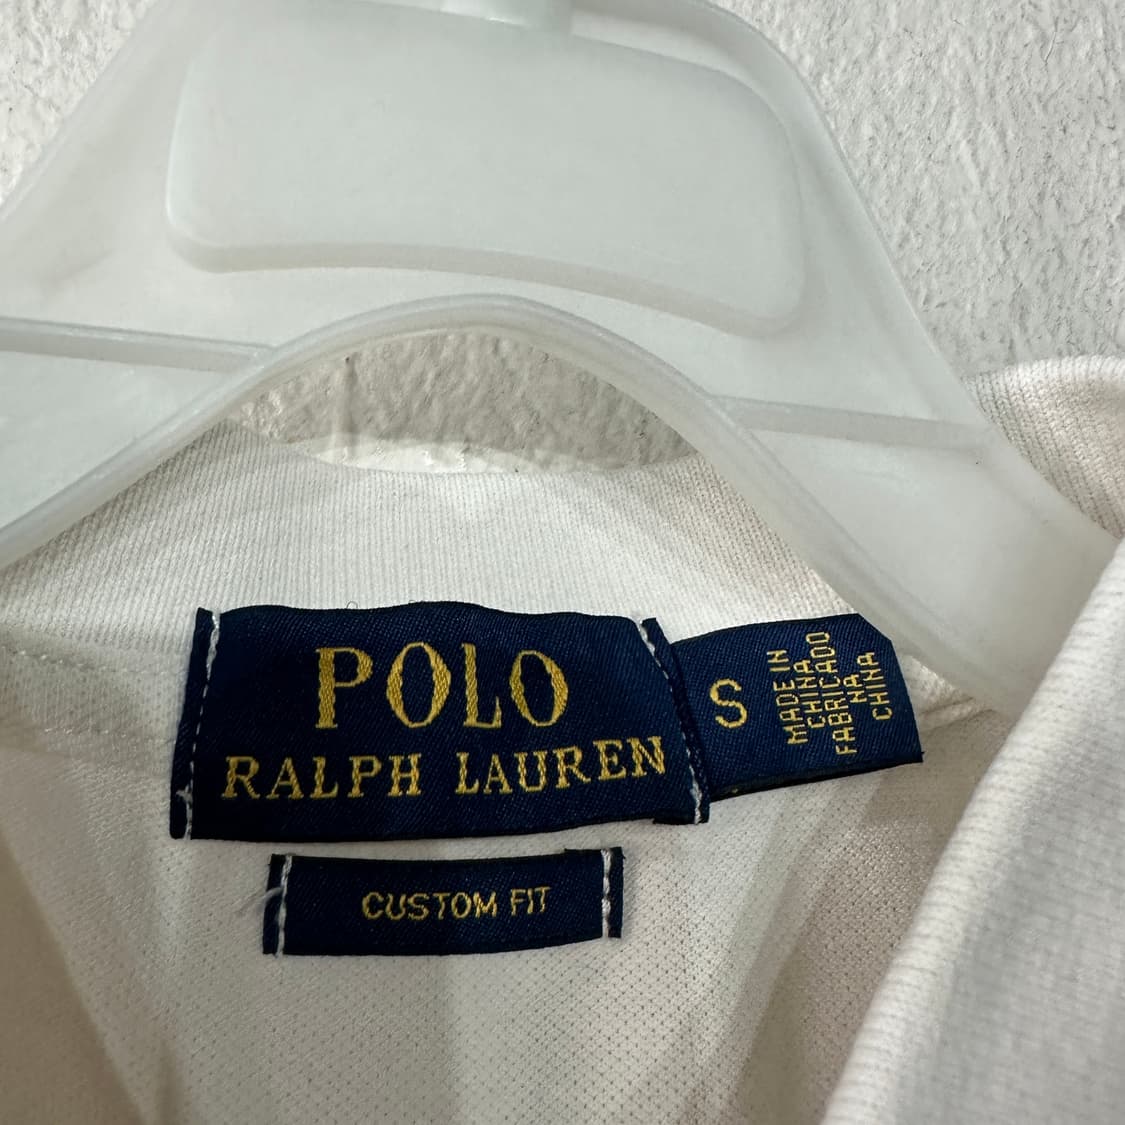 POLO
RALPH LAUREN
S
MADE IN
CHINA
FABRICADO
NA
CHINA
CUSTOM FIT